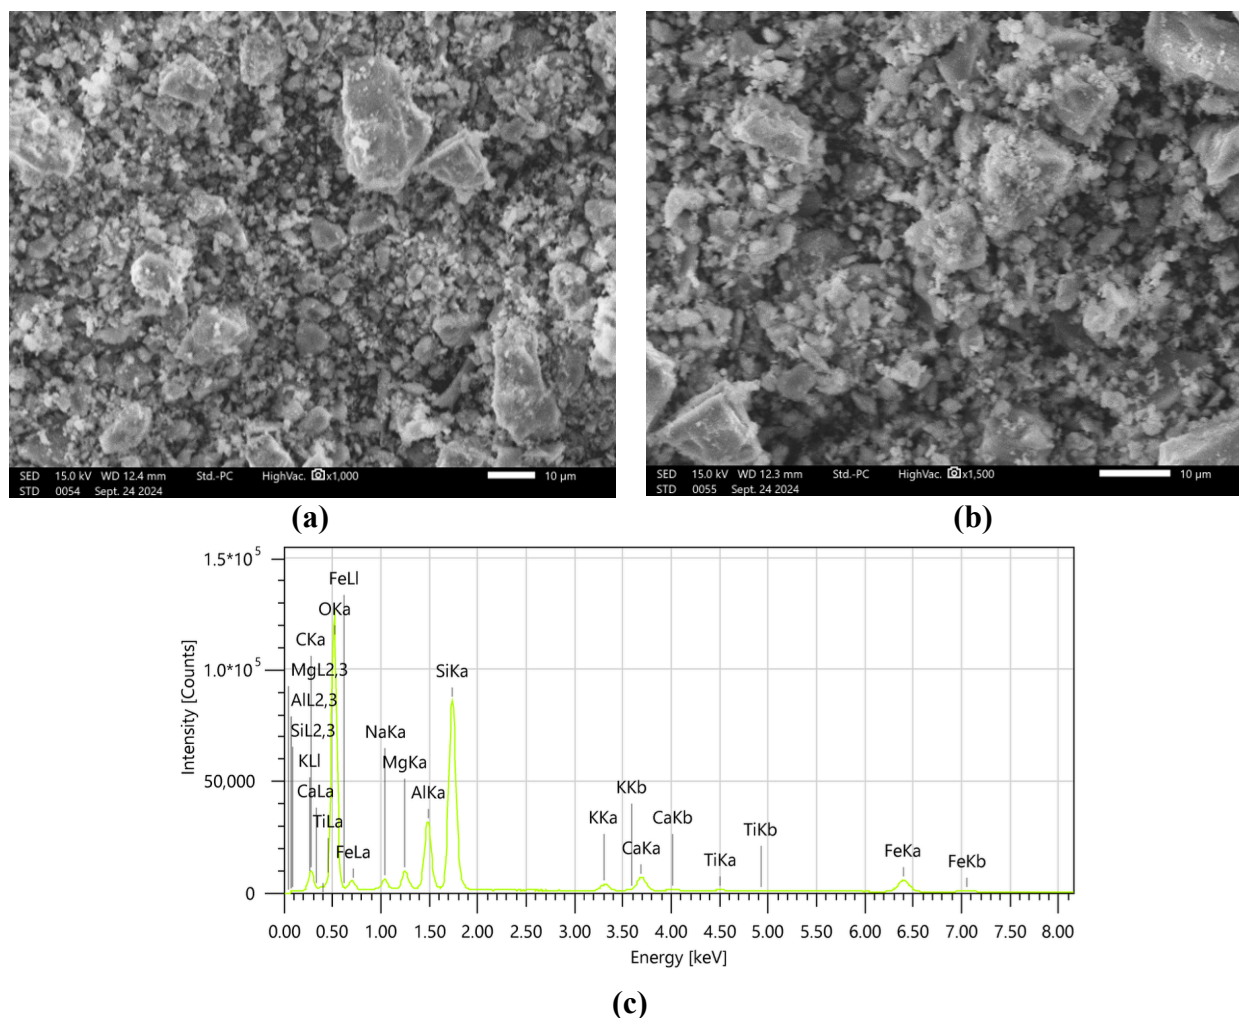 SED 15.0 kV WD 12.4 mm Std.-PC HighVac. x1,000 10 µm
STD 0054 Sept. 24 2024
SED 15.0 kV WD 12.3 mm Std.-PC HighVac. x1,500 10 µm
STD 0055 Sept. 24 2024
(a)
(b)
1.5*10^5
FeLl
OKa
CKa
1.0*10^5
MgL2,3
SiKa
AlL2,3
SiL2,3
NaKa
KLl
MgKa
50,000
CaLa
AlKa
KKb
TiLa
KKa
CaKb
FeLa
CaKa
TiKb
TiKa
FeKa
FeKb
0
Intensity [Counts]
0.00 0.50 1.00 1.50 2.00 2.50 3.00 3.50 4.00 4.50 5.00 5.50 6.00 6.50 7.00 7.50 8.00
Energy [keV]
(c)